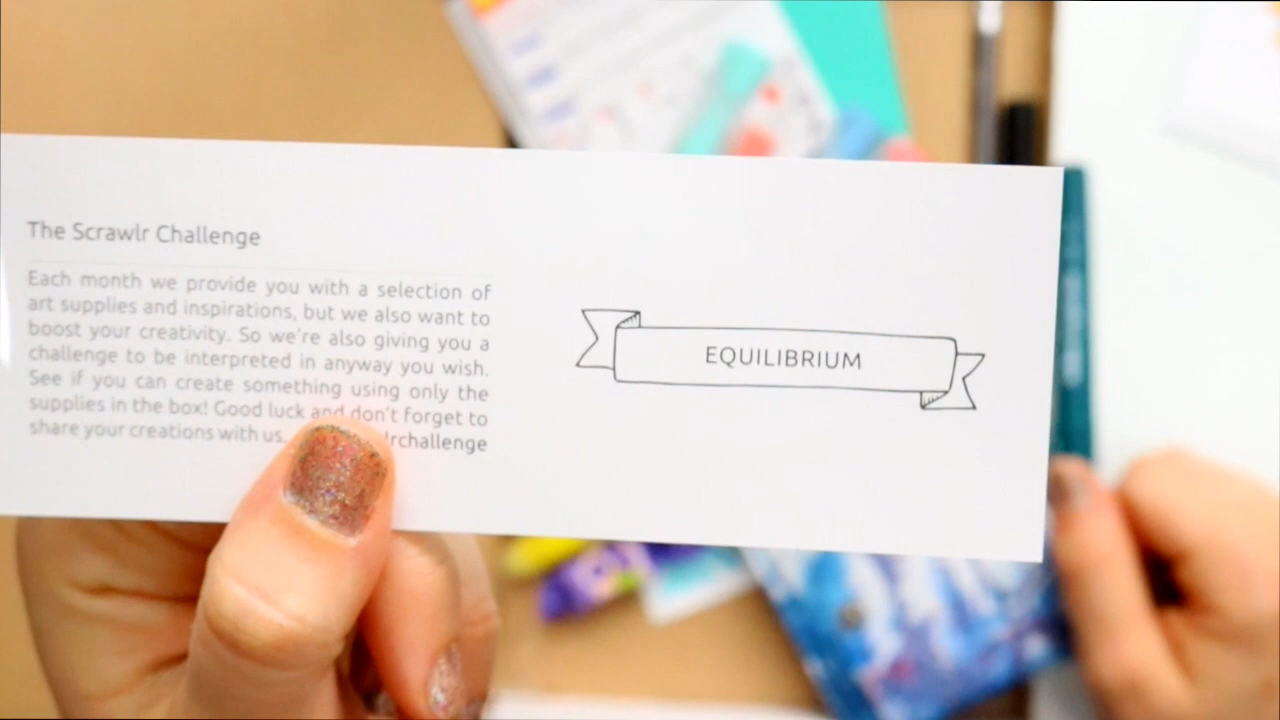 The Scrawlr Challenge
Each month we provide you with a selection of
art supplies and inspirations, but we also want to
boost your creativity. So we're also giving you a
challenge to be interpreted in anyway you wish.
See if you can create something using only the
supplies in the box! Good luck and don't forget to
share your creations with us. lrchallenge
EQUILIBRIUM